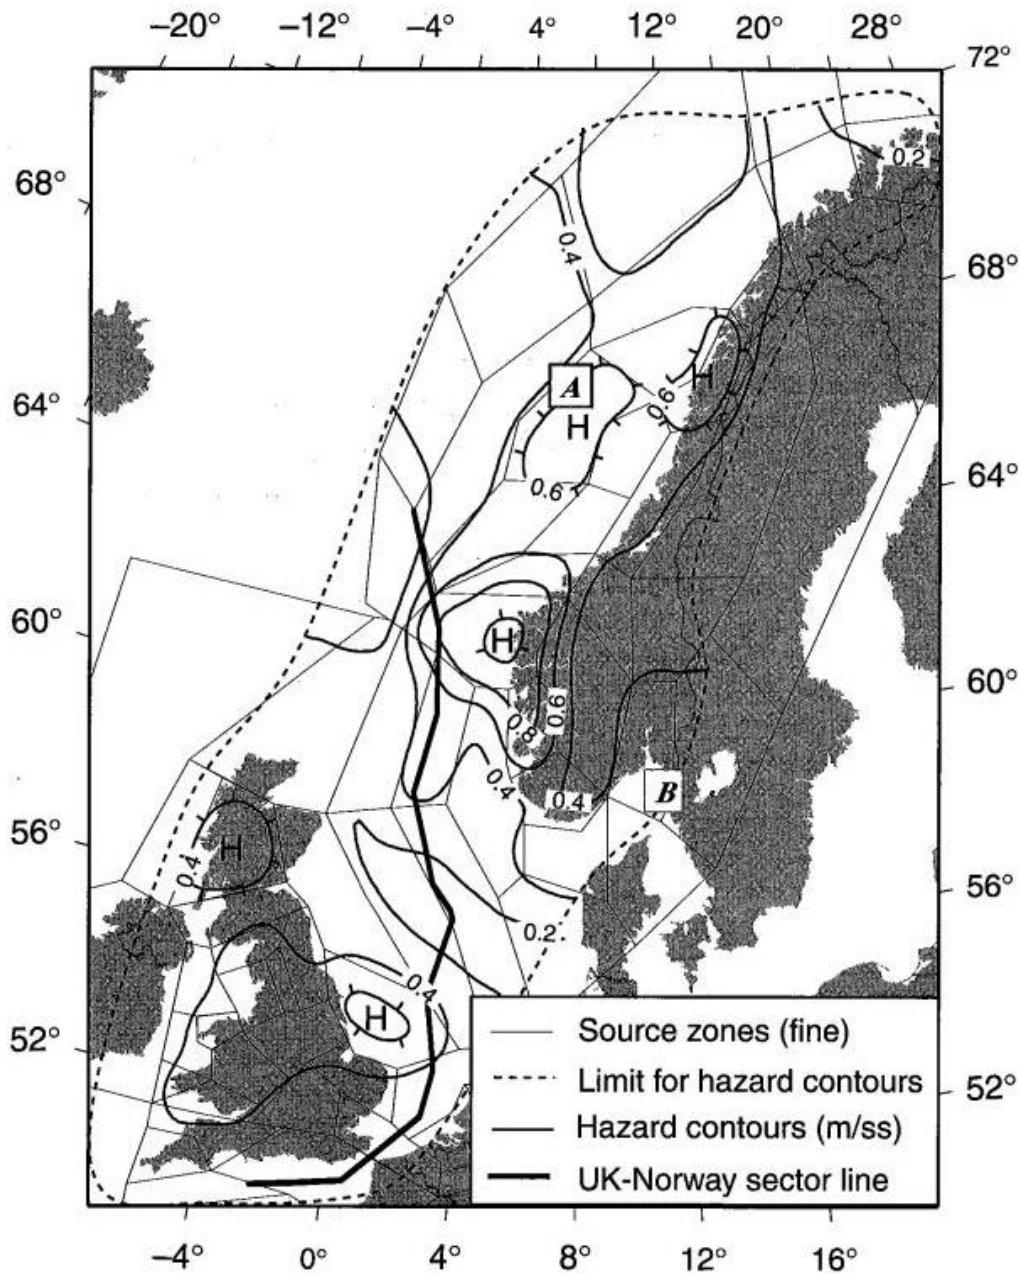 −20° −12° −4° 4° 12° 20° 28°
72°
0.2
68°
0.4
68°
H
A
0.6
64°
H
64°
0.6
60°
H
60°
0.8
0.6
0.4
0.4
B
56°
H
0.4
56°
0.2
0.4
H
52°
Source zones (fine)
Limit for hazard contours
52°
Hazard contours (m/ss)
UK-Norway sector line
−4° 0° 4° 8° 12° 16°